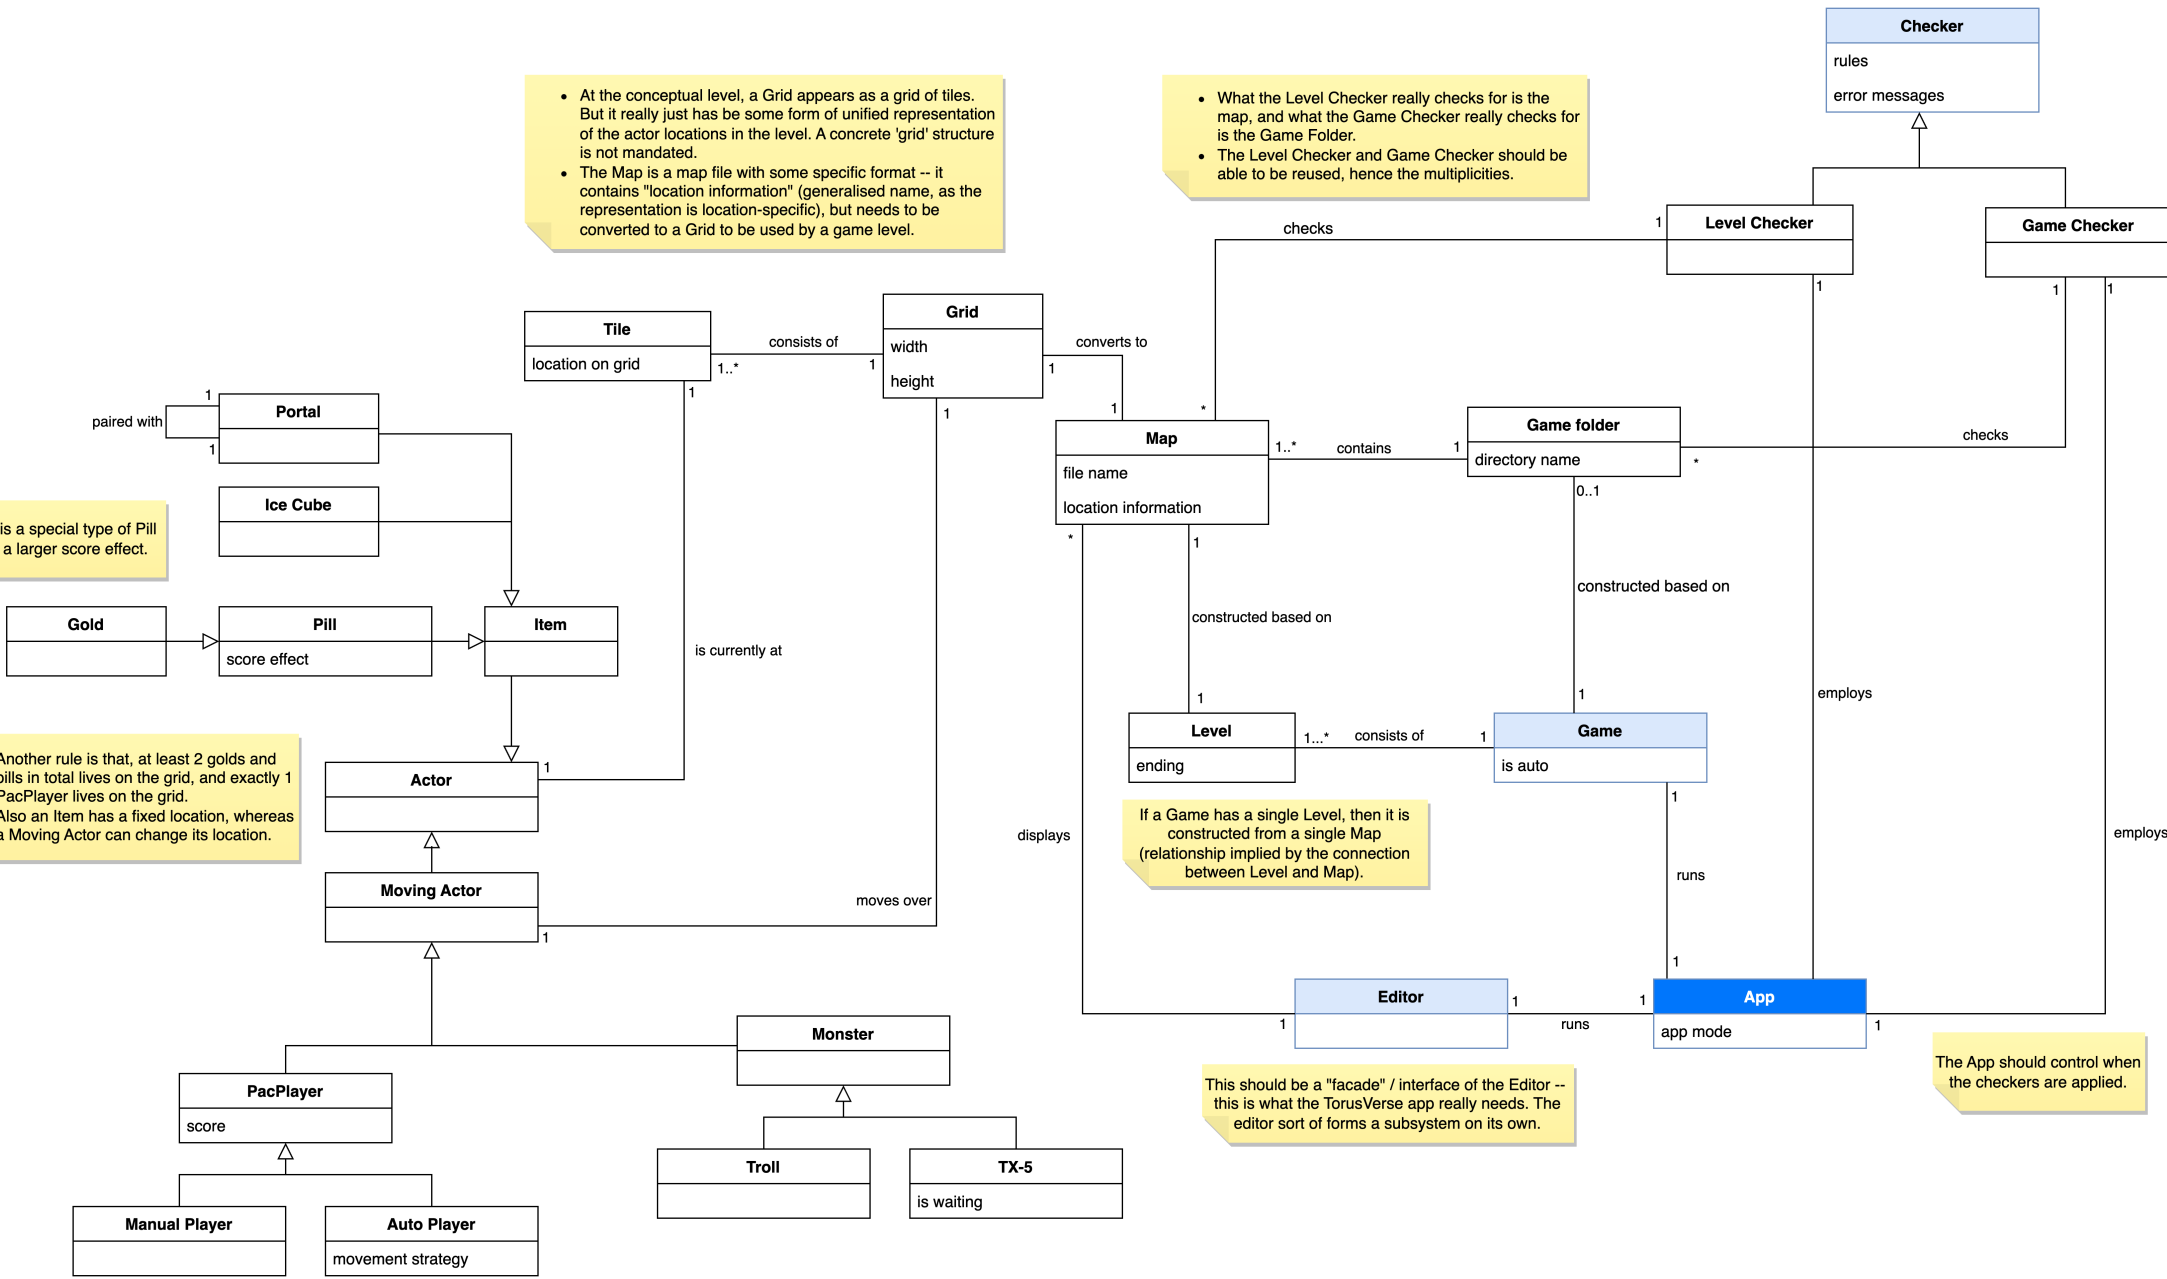 Checker
rules
error messages
• At the conceptual level, a Grid appears as a grid of tiles.
But it really just has be some form of unified representation
of the actor locations in the level. A concrete 'grid' structure
is not mandated.
• The Map is a map file with some specific format -- it
contains "location information" (generalised name, as the
representation is location-specific), but needs to be
converted to a Grid to be used by a game level.
• What the Level Checker really checks for is the
map, and what the Game Checker really checks for
is the Game Folder.
• The Level Checker and Game Checker should be
able to be reused, hence the multiplicities.
checks
1
Level Checker
1
Game Checker
1
1
Tile
location on grid
1
1..*
consists of
1
Grid
width
height
1
1
converts to
1
*
Map
file name
location information
1..*
contains
1
Game folder
directory name
*
checks
0..1
*
1
paired with
1
1
Portal
Ice Cube
is a special type of Pill
a larger score effect.
Gold
Pill
score effect
Item
is currently at
constructed based on
constructed based on
1
1
employs
Level
ending
1...*
consists of
1
Game
is auto
1
Another rule is that, at least 2 golds and
pills in total lives on the grid, and exactly 1
PacPlayer lives on the grid.
Also an Item has a fixed location, whereas
a Moving Actor can change its location.
Actor
1
Moving Actor
1
moves over
displays
If a Game has a single Level, then it is
constructed from a single Map
(relationship implied by the connection
between Level and Map).
runs
employs
1
1
Editor
1
runs
1
App
app mode
1
This should be a "facade" / interface of the Editor --
this is what the TorusVerse app really needs. The
editor sort of forms a subsystem on its own.
The App should control when
the checkers are applied.
PacPlayer
score
Monster
Troll
TX-5
is waiting
Manual Player
Auto Player
movement strategy